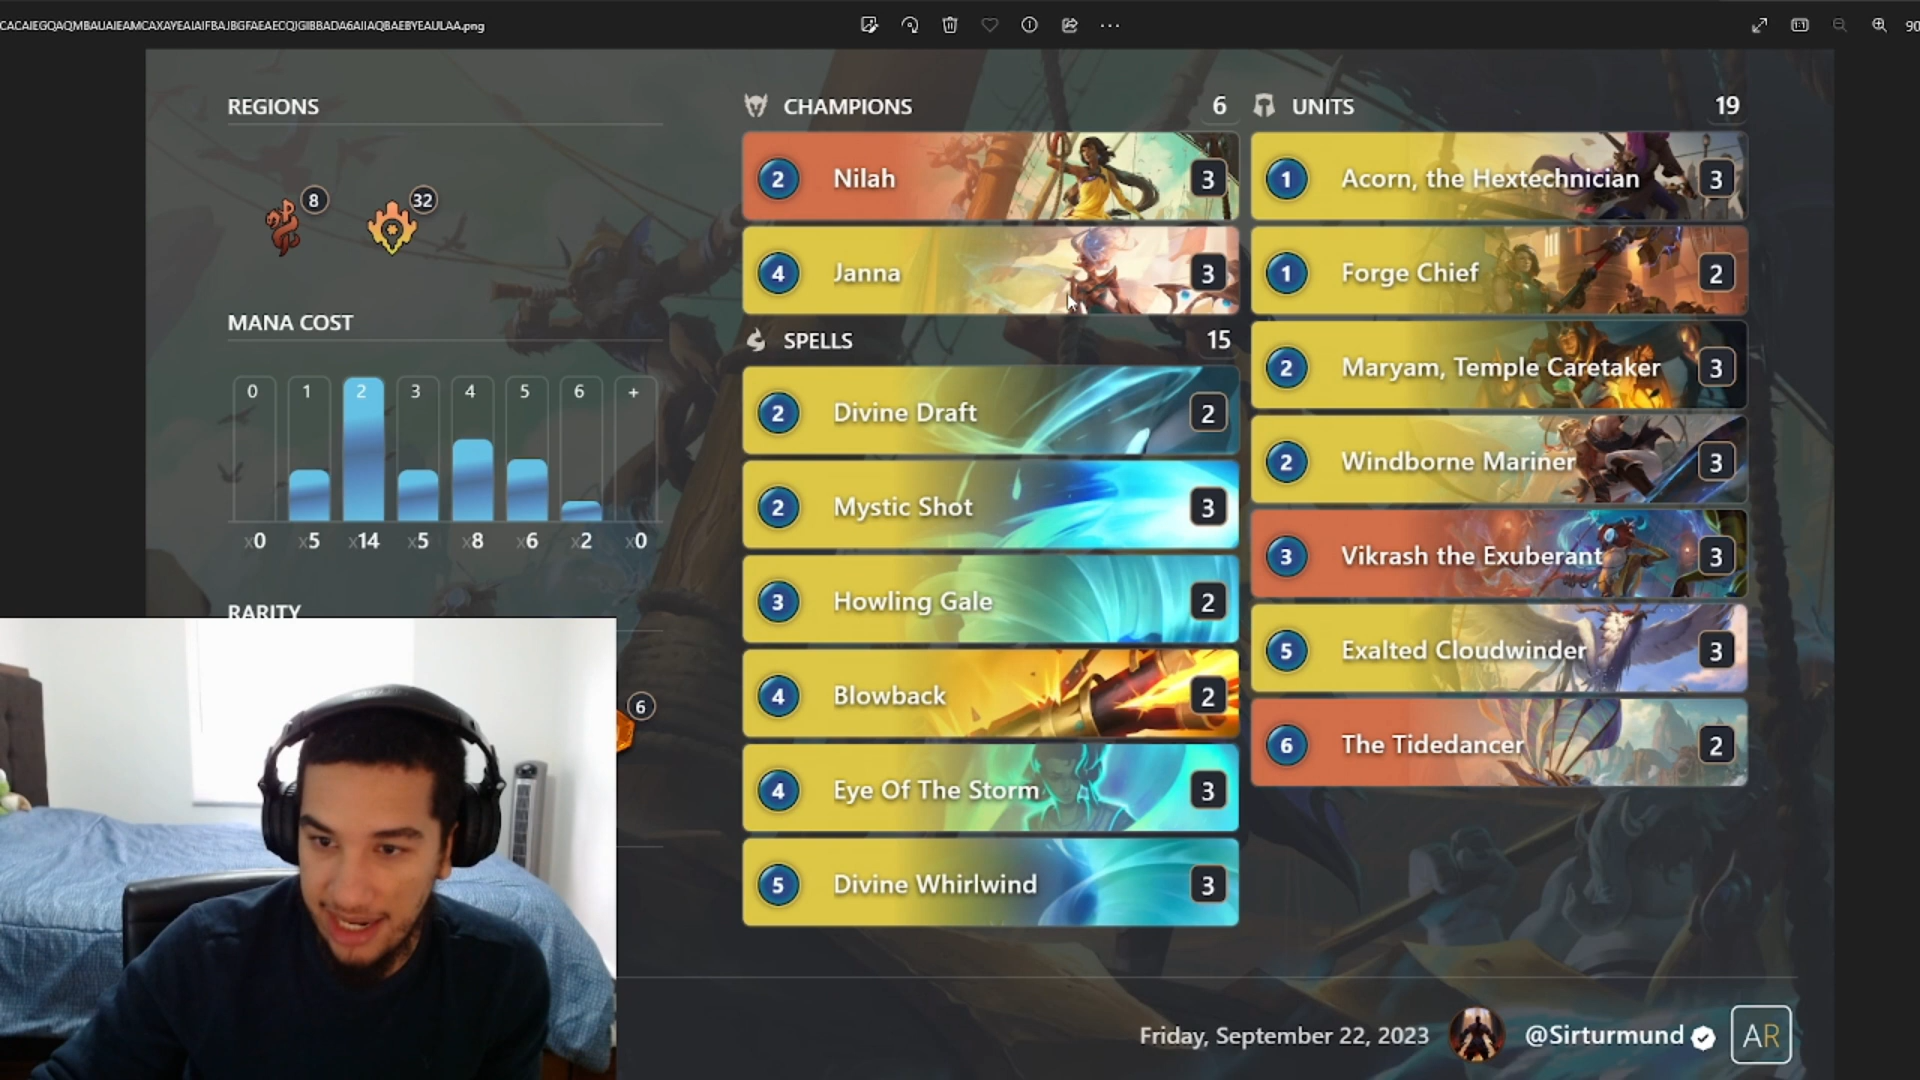 CACAIEGQAQMBAUAIEAMCAXAYEAIAIFBAJBGFAEAECQIGIBBADA6AIIAQBAEBYEAULAA.png
90
REGIONS
8
32
MANA COST
0 1 2 3 4 5 6 +
x0 x5 x14 x5 x8 x6 x2 x0
RARITY
6
CHAMPIONS 6
2 Nilah 3
4 Janna 3
SPELLS 15
2 Divine Draft 2
2 Mystic Shot 3
3 Howling Gale 2
4 Blowback 2
4 Eye Of The Storm 3
5 Divine Whirlwind 3
UNITS 19
1 Acorn, the Hextechnician 3
1 Forge Chief 2
2 Maryam, Temple Caretaker 3
2 Windborne Mariner 3
3 Vikrash the Exuberant 3
5 Exalted Cloudwinder 3
6 The Tidedancer 2
Friday, September 22, 2023 @Sirturmund AR